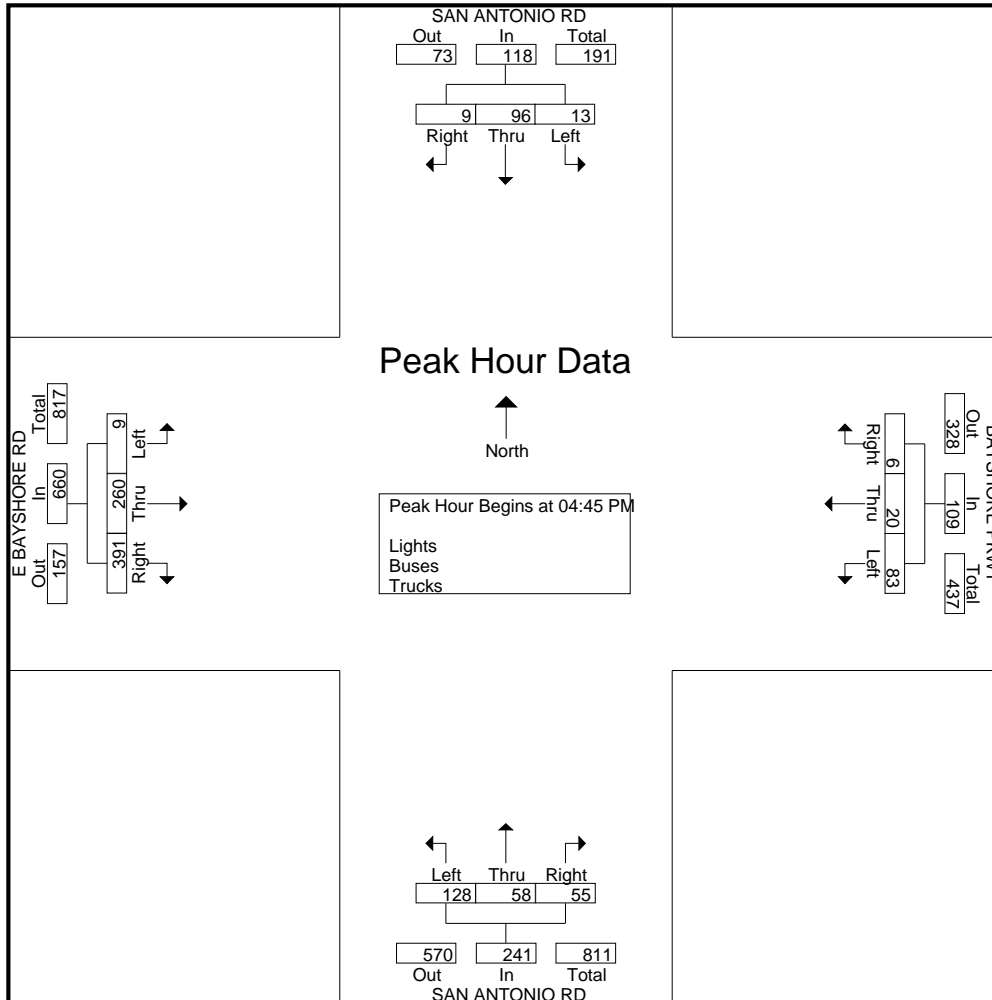 SAN ANTONIO RD
Out In Total
73 118 191
9 96 13
Right Thru Left
Peak Hour Data
North
Peak Hour Begins at 04:45 PM
Lights
Buses
Trucks
E BAYSHORE RD
Out In Total
157 660 817
391 260 9
Right Thru Left
BAYSHORE PKWY
Out In Total
328 109 437
6 20 83
Right Thru Left
Left Thru Right
128 58 55
570 241 811
Out In Total
SAN ANTONIO RD